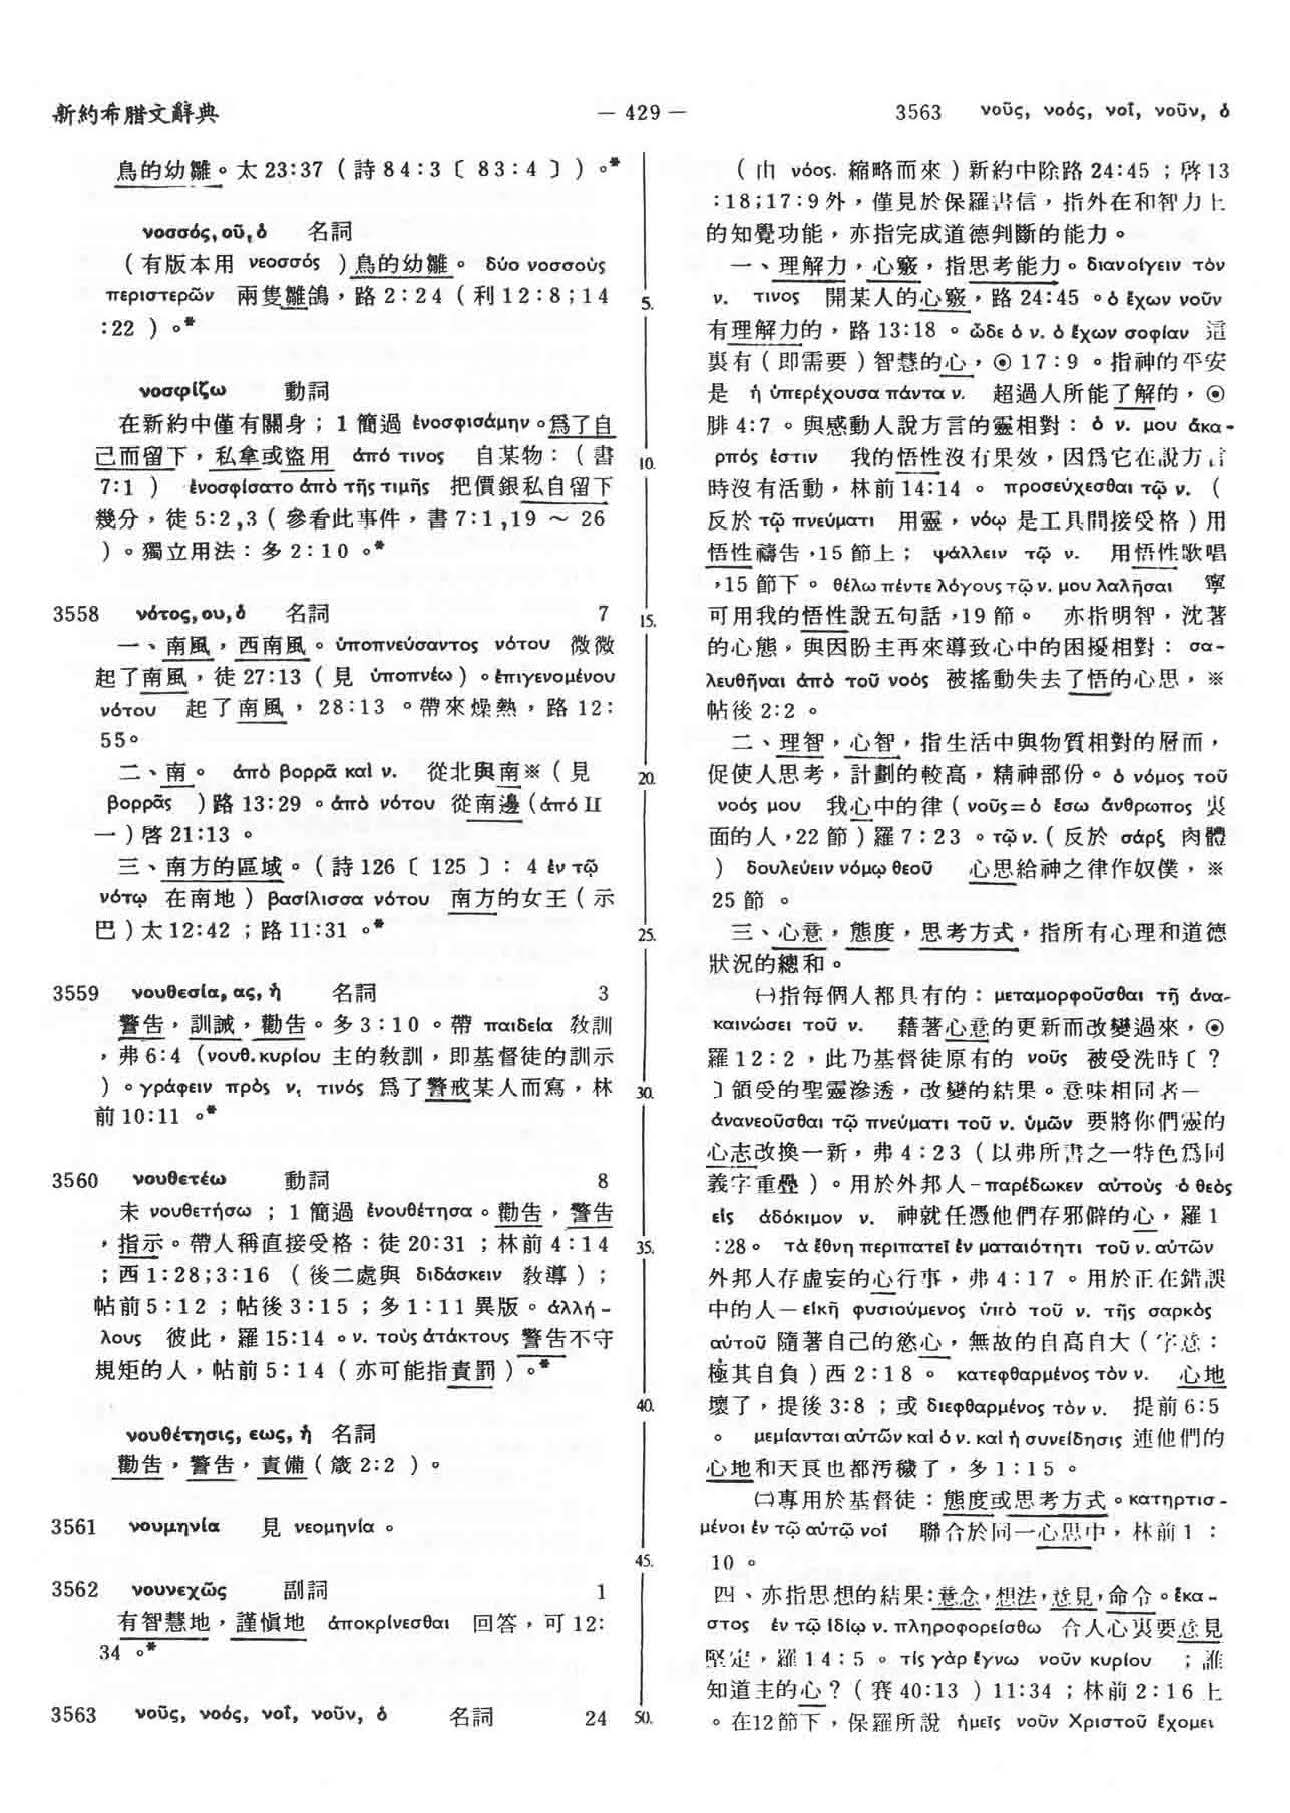 新約希腊文辭典
— 429 —
3563 νοῦς, νοός, νοΐ, νοῦν, ὁ
鳥的幼雛。太 23:37 ( 詩 84:3 〔 83:4 〕 ) 。*
νοσσός, οῦ, ὁ 名詞
( 有版本用 νεοσσός ) 鳥的幼雛。 δύο νοσσοὺς
περιστερῶν 兩隻雛鴿，路 2:24 ( 利 12:8 ; 14
:22 ) 。*
νοσφίζω 動詞
在新約中僅有關身； 1 簡過 ἐνοσφισάμην 。爲了自
己而留下，私拿或盜用 ἀπό τινος 自某物： ( 書
7:1 ) ἐνοσφίσατο ἀπὸ τῆς τιμῆς 把價銀私自留下
幾分，徒 5:2,3 ( 參看此事件，書 7:1,19 ～ 26
) 。獨立用法：多 2:10 。*
3558 νότος, ου, ὁ 名詞 7
一、南風，西南風。 ὑποπνεύσαντος νότου 微微
起了南風，徒 27:13 ( 見 ὑποπνέω ) 。ἐπιγενομένου
νότου 起了南風， 28:13 。帶來燥熱，路 12:
55。
二、南。 ἀπὸ βορρᾶ καὶ ν. 從北與南※ ( 見
βορρᾶς ) 路 13:29 。ἀπὸ νότου 從南邊 ( ἀπό II
一 ) 啓 21:13 。
三、南方的區域。( 詩 126 〔 125 〕 : 4 ἐν τῷ
νότῳ 在南地 ) βασίλισσα νότου 南方的女王 ( 示
巴 ) 太 12:42 ；路 11:31 。*
3559 νουθεσία, ας, ἡ 名詞 3
警告，訓誡，勸告。多 3:10 。帶 παιδεία 敎訓
，弗 6:4 (νουθ. κυρίου 主的敎訓，即基督徒的訓示
) 。γράφειν πρὸς ν. τινός 爲了警戒某人而寫，林
前 10:11 。*
3560 νουθετέω 動詞 8
未 νουθετήσω ；1 簡過 ἐνουθέτησα 。勸告，警告
，指示。帶人稱直接受格：徒 20:31 ；林前 4:14
；西 1:28;3:16 ( 後二處與 διδάσκειν 敎導 ) ；
帖前 5:12 ；帖後 3:15 ；多 1:11 異版。 ἀλλή-
λους 彼此，羅 15:14 。ν. τοὺς ἀτάκτους 警告不守
規矩的人，帖前 5:14 ( 亦可能指責罰 ) 。*
νουθέτησις, εως, ἡ 名詞
勸告，警告，責備 ( 箴 2:2 ) 。
3561 νουμηνία 見 νεομηνία 。
3562 νουνεχῶς 副詞 1
有智慧地，謹愼地 ἀποκρίνεσθαι 回答，可 12:
34 。*
3563 νοῦς, νοός, νοΐ, νοῦν, ὁ 名詞 24
5.
10.
15.
20.
25.
30.
35.
40.
45.
50.
( 由 νόος. 縮略而來 ) 新約中除路 24:45 ；啓 13
:18;17:9 外，僅見於保羅書信，指外在和智力上
的知覺功能，亦指完成道德判斷的能力。
一、理解力，心竅，指思考能力。διανοίγειν τὸν
ν. τινος 開某人的心竅，路 24:45 。ὁ ἔχων νοῦν
有理解力的，路 13:18 。 ὧδε ὁ ν. ὁ ἔχων σοφίαν 這
裏有 ( 即需要 ) 智慧的心，◉ 17:9 。指神的平安
是 ἡ ὑπερέχουσα πάντα ν. 超過人所能了解的，◉
腓 4:7 。與感動人說方言的靈相對： ὁ ν. μου ἄκα-
ρπός ἐστιν 我的悟性沒有果效，因爲它在說方言
時沒有活動，林前 14:14 。 προσεύχεσθαι τῷ ν. (
反於 τῷ πνεύματι 用靈，νόῳ 是工具間接受格 ) 用
悟性禱告，15 節上； ψάλλειν τῷ ν. 用悟性歌唱
，15 節下。 θέλω πέντε λόγους τῷ ν. μου λαλῆσαι 寧
可用我的悟性說五句話，19 節。 亦指明智，沈著
的心態，與因盼主再來導致心中的困擾相對： σα-
λευθῆναι ἀπὸ τοῦ νοός 被搖動失去了悟的心思，※
帖後 2:2 。
二、理智，心智，指生活中與物質相對的層面，
促使人思考，計劃的較高，精神部份。ὁ νόμος τοῦ
νοός μου 我心中的律 ( νοῦς = ὁ ἔσω ἄνθρωπος 裏
面的人，22 節 ) 羅 7:23 。τῷ ν. ( 反於 σάρξ 肉體
) δουλεύειν νόμῳ θεοῦ 心思給神之律作奴僕，※
25 節 。
三、心意，態度，思考方式，指所有心理和道德
狀況的總和。
㈠指每個人都具有的：μεταμορφοῦσθαι τῇ ἀνα-
καινώσει τοῦ ν. 藉著心意的更新而改變過來，◉
羅 12:2 ，此乃基督徒原有的 νοῦς 被受洗時〔 ?
〕領受的聖靈滲透，改變的結果。意味相同者—
ἀνανεοῦσθαι τῷ πνεύματι τοῦ ν. ὑμῶν 要將你們靈的
心志改換一新，弗 4:23 ( 以弗所書之一特色爲同
義字重疊 ) 。用於外邦人－παρέδωκεν αὐτοὺς ὁ θεὸς
εἰς ἀδόκιμον ν. 神就任憑他們存邪僻的心，羅 1
:28。 τὰ ἔθνη περιπατεῖ ἐν ματαιότητι τοῦ ν. αὐτῶν
外邦人存虛妄的心行事，弗 4:17 。用於正在錯誤
中的人—εἰκῇ φυσιούμενος ὑπὸ τοῦ ν. τῆς σαρκὸς
αὐτοῦ 隨著自己的慾心，無故的自高自大 ( 字意：
極其自負 ) 西 2:18 。 κατεφθαρμένος τὸν ν. 心地
壞了，提後 3:8 ；或 διεφθαρμένος τὸν ν. 提前 6:5
。 μεμίανται αὐτῶν καὶ ὁ ν. καὶ ἡ συνείδησις 連他們的
心地和天良也都汚穢了，多 1:15 。
㈡專用於基督徒：態度或思考方式。κατηρτισ-
μένοι ἐν τῷ αὐτῷ νοΐ 聯合於同一心思中，林前 1 :
10 。
四、亦指思想的結果：意念，想法，意見，命令。ἕκα-
στος ἐν τῷ ἰδίῳ ν. πληροφορείσθω 各人心裏要意見
堅定，羅 14:5 。 τίς γὰρ ἔγνω νοῦν κυρίου ；誰
知道主的心？( 賽 40:13 ) 11:34 ；林前 2:16 上
。在12節下，保羅所說 ἡμεῖς νοῦν Χριστοῦ ἔχομεν